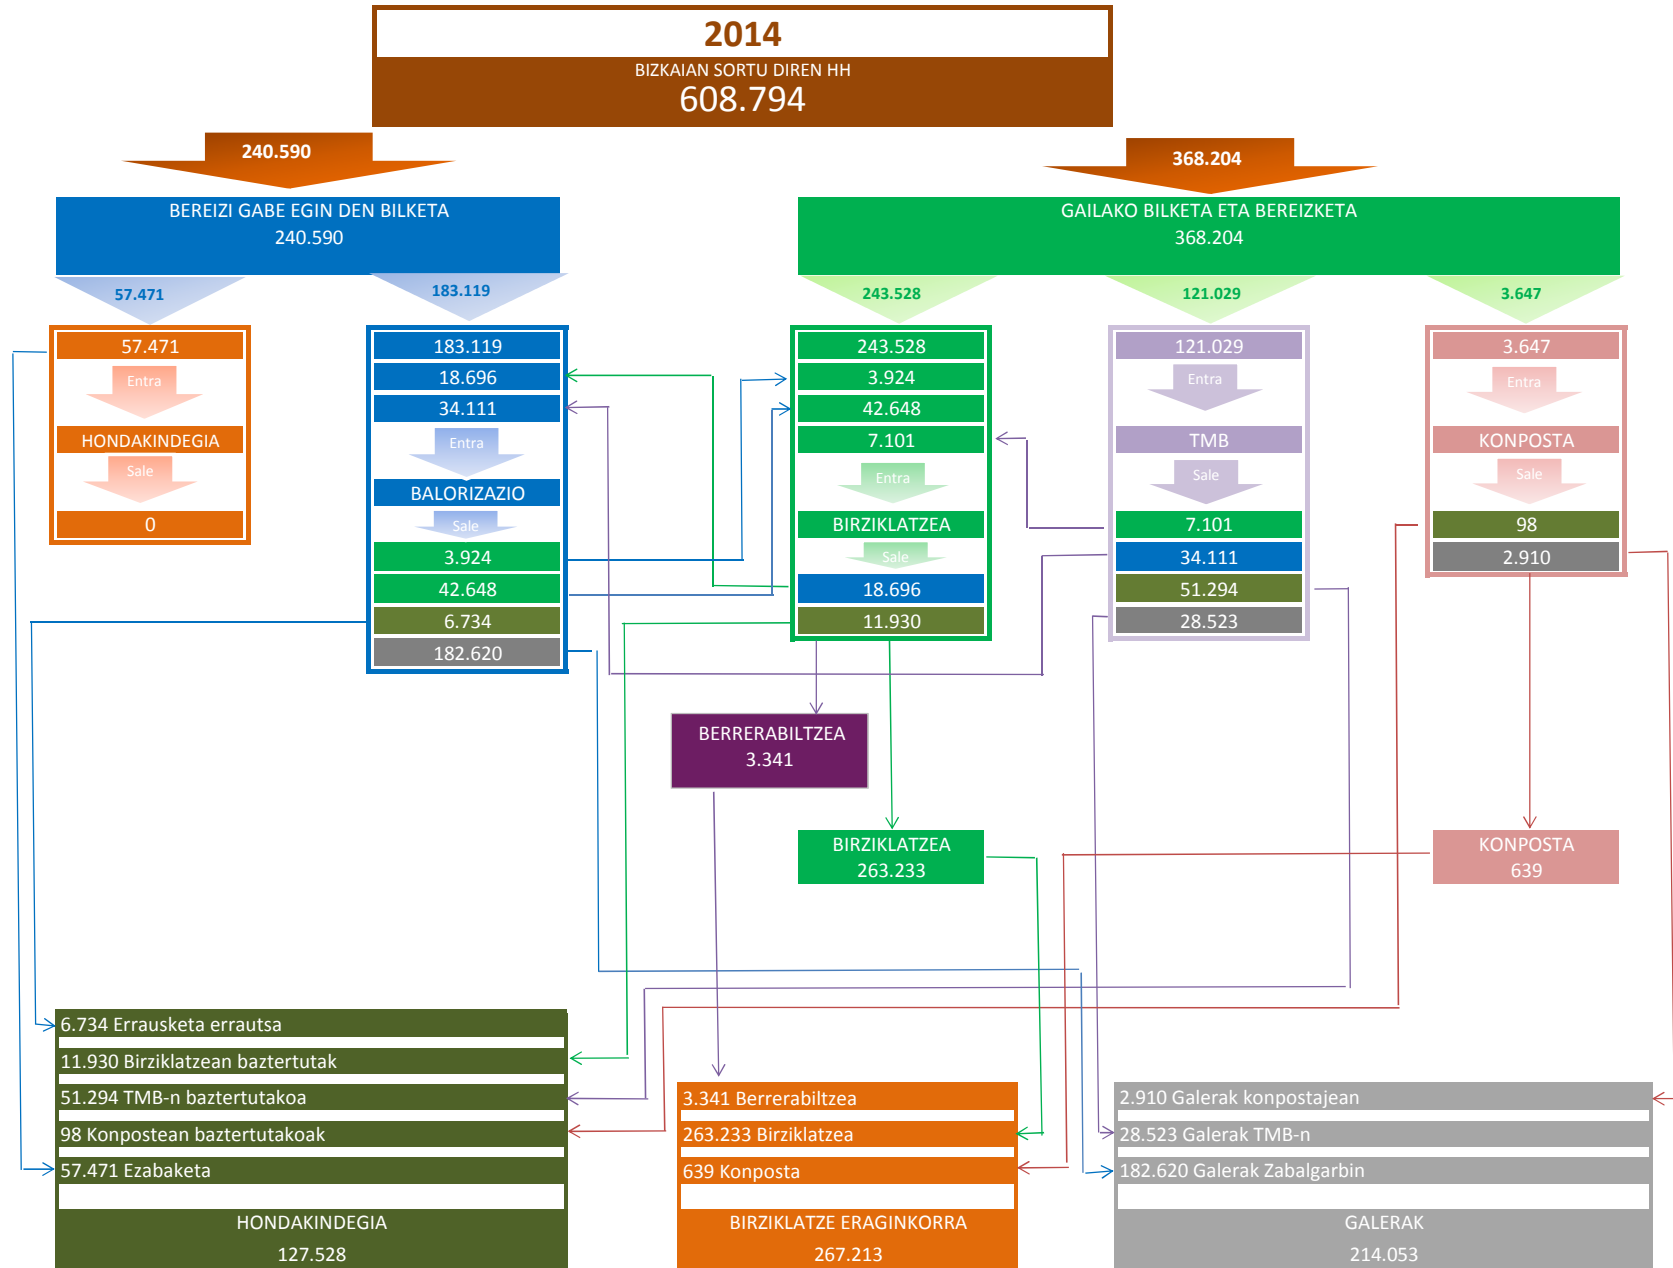 2014
BIZKAIAN SORTU DIREN HH
608.794
240.590
368.204
BEREIZI GABE EGIN DEN BILKETA
240.590
GAILAKO BILKETA ETA BEREIZKETA
368.204
57.471
183.119
243.528
121.029
3.647
57.471
Entra
HONDAKINDEGIA
Sale
0
183.119
18.696
34.111
Entra
BALORIZAZIO
Sale
3.924
42.648
6.734
182.620
243.528
3.924
42.648
7.101
Entra
BIRZIKLATZEA
Sale
18.696
11.930
121.029
Entra
TMB
Sale
7.101
34.111
51.294
28.523
3.647
Entra
KONPOSTA
Sale
98
2.910
BERRERABILTZEA
3.341
BIRZIKLATZEA
263.233
KONPOSTA
639
6.734 Errausketa errautsa
11.930 Birziklatzean baztertutak
51.294 TMB-n baztertutakoa
98 Konpostean baztertutakoak
57.471 Ezabaketa
HONDAKINDEGIA
127.528
3.341 Berrerabiltzea
263.233 Birziklatzea
639 Konposta
BIRZIKLATZE ERAGINKORRA
267.213
2.910 Galerak konpostajean
28.523 Galerak TMB-n
182.620 Galerak Zabalgarbin
GALERAK
214.053